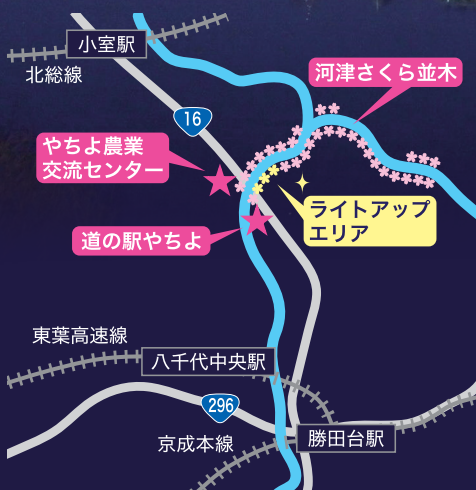 小室駅
北総線
河津さくら並木
16
やちよ農業
交流センター
ライトアップ
エリア
道の駅やちよ
東葉高速線
八千代中央駅
296
京成本線
勝田台駅